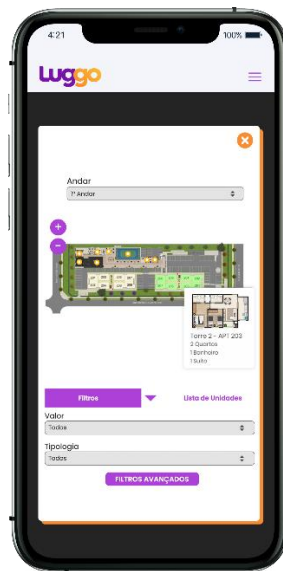 4:21
100%
Luggo
Andar
1º Andar
+
-
Torre 2 - APT 203
2 Quartos
1 Banheiro
1 Suíte
Filtros
Lista de Unidades
Valor
Todos
Tipologia
Todas
FILTROS AVANÇADOS